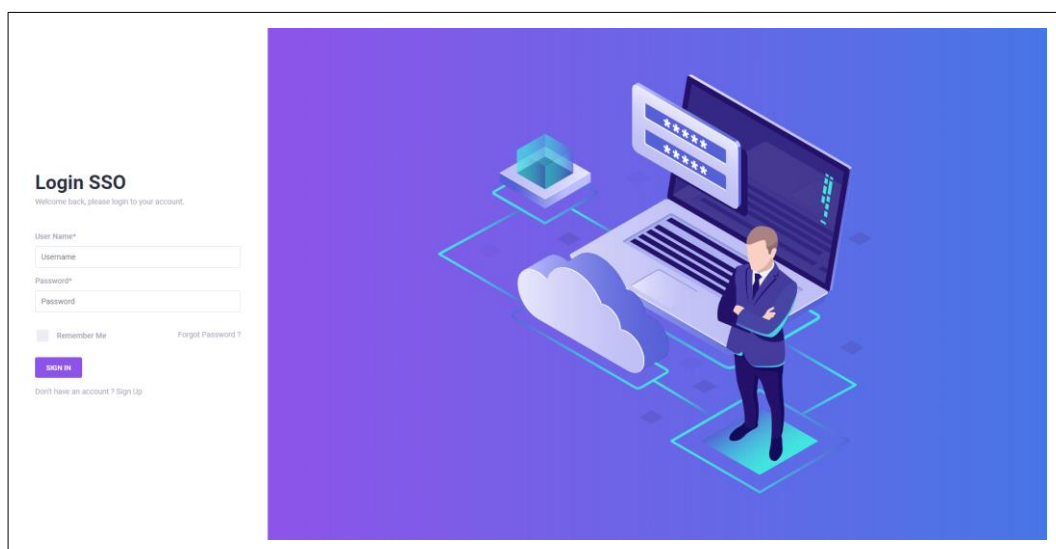 Login SSO
Welcome back, please login to your account.
User Name*
Username
Password*
Password
Remember Me
Forgot Password ?
SIGN IN
Don't have an account ? Sign Up
*****
*****